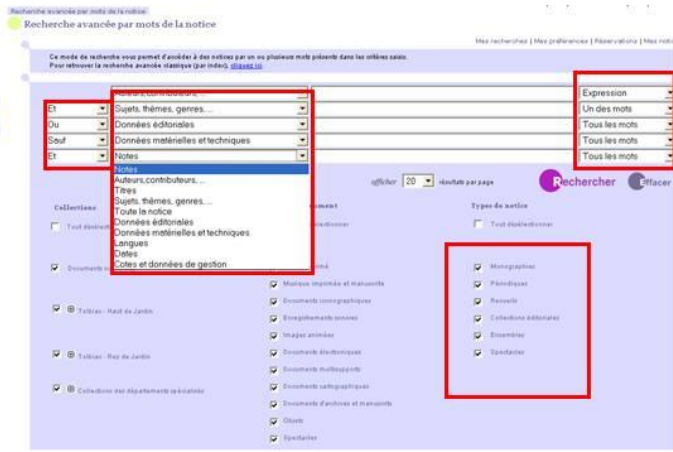 Recherche avancée par mots de la notice
Recherche avancée par mots de la notice
Mes recherches | Mes préférences | Réservations | Mes notic
Ce mode de recherche vous permet d'accéder à des notices par un ou plusieurs mots présents dans les critères saisis.
Pour retrouver la recherche avancée classique (par index), cliquez ici.
Auteurs,contributeurs, ... Expression
Et Sujets, thèmes, genres, ... Un des mots
Ou Données éditoriales Tous les mots
Sauf Données matérielles et techniques Tous les mots
Et Notes Tous les mots
Notes
Auteurs,contributeurs, ...
Titres
Sujets, thèmes, genres, ...
Toute la notice
Données éditoriales
Données matérielles et techniques
Langues
Dates
Cotes et données de gestion
afficher 20 résultats par page Rechercher Effacer
Collections Types de notice
Tout Tout désélectionner
Documents Monographies
Musique imprimée et manuscrite Périodiques
Tolbiac - Haut de Jardin Documents iconographiques Recueils
Enregistrements sonores Collections éditoriales
Images animées Ensembles
Tolbiac - Rez de Jardin Documents électroniques Spectacles
Documents multisupports
Collections des départements spécialisés Documents cartographiques
Documents d'archives et manuscrits
Objets
Spectacles